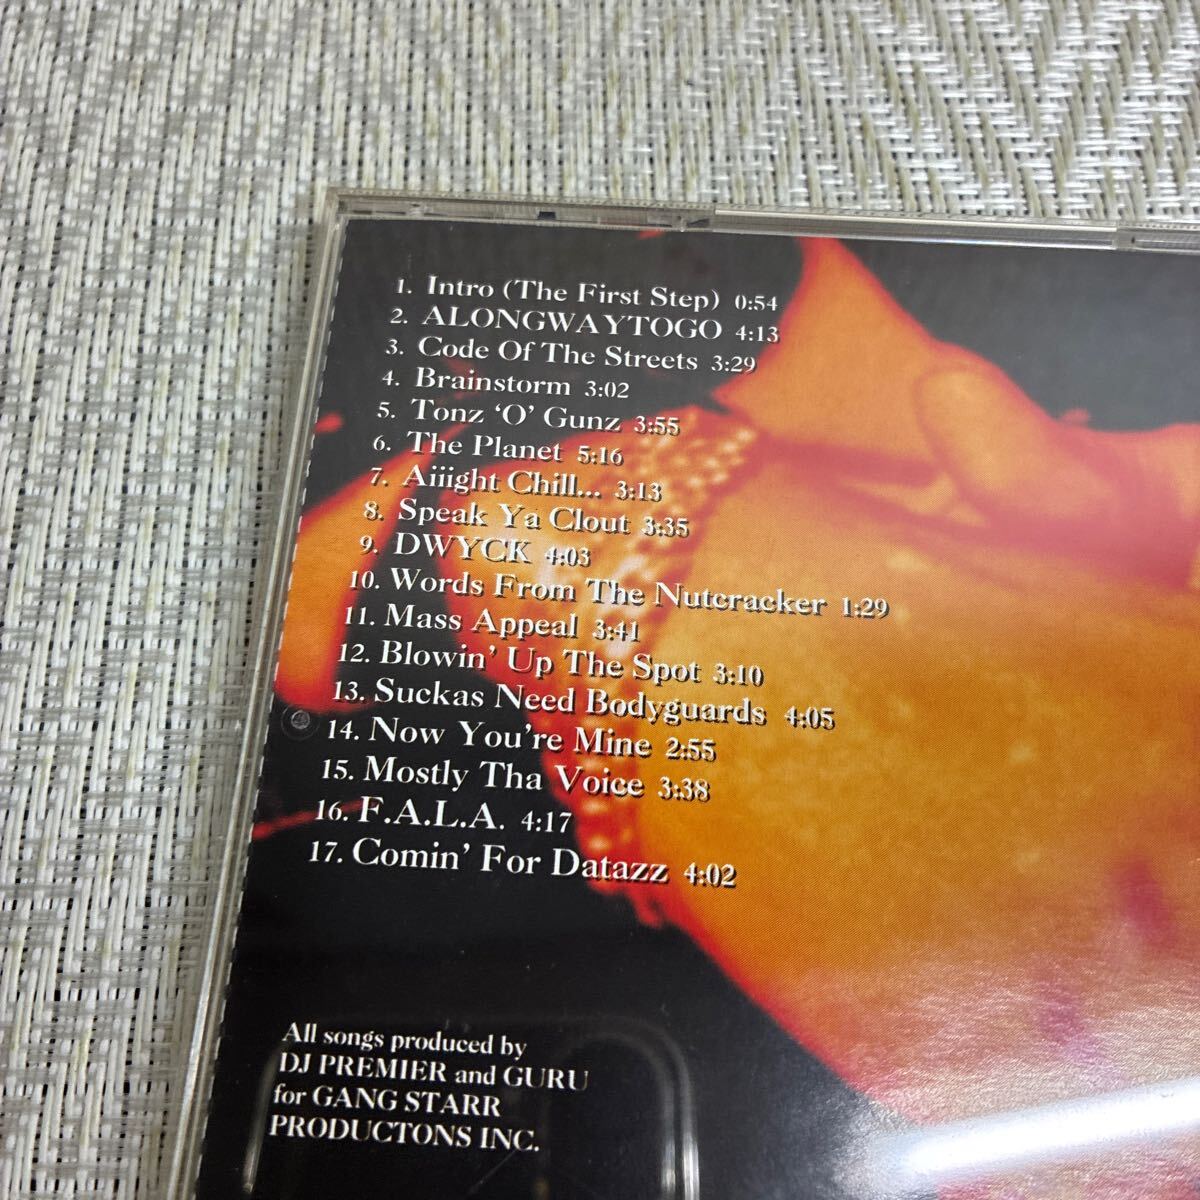 1. Intro (The First Step) 0:54
2. ALONGWAYTOGO 4:13
3. Code Of The Streets 3:29
4. Brainstorm 3:02
5. Tonz ‘O’ Gunz 3:55
6. The Planet 5:16
7. Aiiight Chill... 3:13
8. Speak Ya Clout 3:35
9. DWYCK 4:03
10. Words From The Nutcracker 1:29
11. Mass Appeal 3:41
12. Blowin’ Up The Spot 3:10
13. Suckas Need Bodyguards 4:05
14. Now You’re Mine 2:55
15. Mostly Tha Voice 3:38
16. F.A.L.A. 4:17
17. Comin’ For Datazz 4:02
All songs produced by
DJ PREMIER and GURU
for GANG STARR
PRODUCTONS INC.